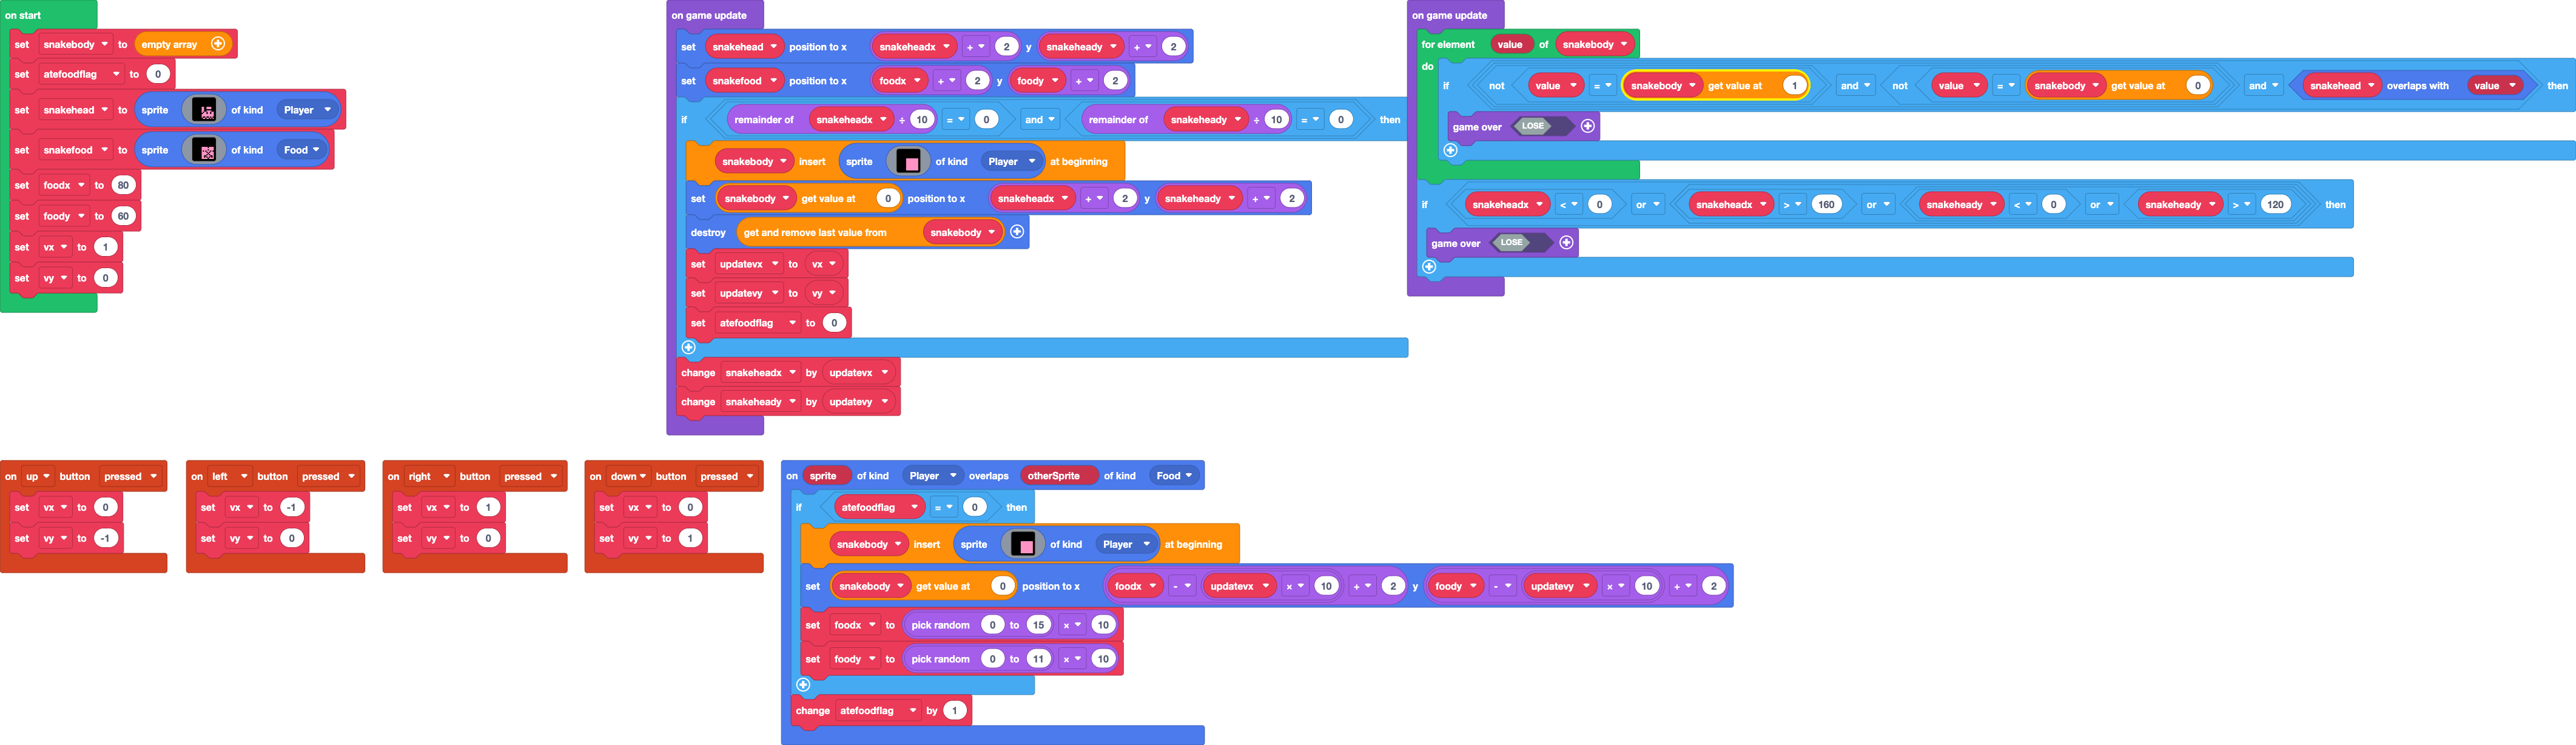 on start
set snakebody to empty array
set atefoodflag to 0
set snakehead to sprite of kind Player
set snakefood to sprite of kind Food
set foodx to 80
set foody to 60
set vx to 1
set vy to 0
on game update
set snakehead position to x snakeheadx + 2 y snakeheady + 2
set snakefood position to x foodx + 2 y foody + 2
if remainder of snakeheadx ÷ 10 = 0 and remainder of snakeheady ÷ 10 = 0 then
snakebody insert sprite of kind Player at beginning
set snakebody get value at 0 position to x snakeheadx + 2 y snakeheady + 2
destroy get and remove last value from snakebody
set updatevx to vx
set updatevy to vy
set atefoodflag to 0
change snakeheadx by updatevx
change snakeheady by updatevy
on game update
for element value of snakebody
do
if not value = snakebody get value at 1 and not value = snakebody get value at 0 and snakehead overlaps with value then
game over LOSE
if snakeheadx < 0 or snakeheadx > 160 or snakeheady < 0 or snakeheady > 120 then
game over LOSE
on up button pressed
set vx to 0
set vy to -1
on left button pressed
set vx to -1
set vy to 0
on right button pressed
set vx to 1
set vy to 0
on down button pressed
set vx to 0
set vy to 1
on sprite of kind Player overlaps otherSprite of kind Food
if atefoodflag = 0 then
snakebody insert sprite of kind Player at beginning
set snakebody get value at 0 position to x foodx - updatevx × 10 + 2 y foody - updatevy × 10 + 2
set foodx to pick random 0 to 15 × 10
set foody to pick random 0 to 11 × 10
change atefoodflag by 1